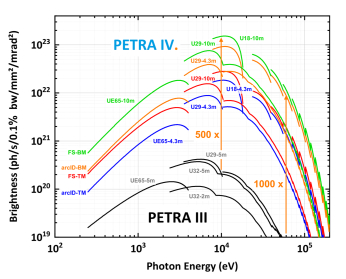 PETRA IV.
U29-10m
U18-10m
10²³
U29-10m
10²²
UE65-10m
U29-10m
U29-4.3m
U18-4.3m
10²¹
FS-BM
UE65-4.3m
500 x
arcID-BM
FS-TM
U29-5m
10²⁰
arcID-TM
UE65-5m
U32-5m
1000 x
U32-2m
PETRA III
10¹⁹
10² 10³ 10⁴ 10⁵
Photon Energy (eV)
Brightness (ph/s/0.1% bw/mm²/mrad²)